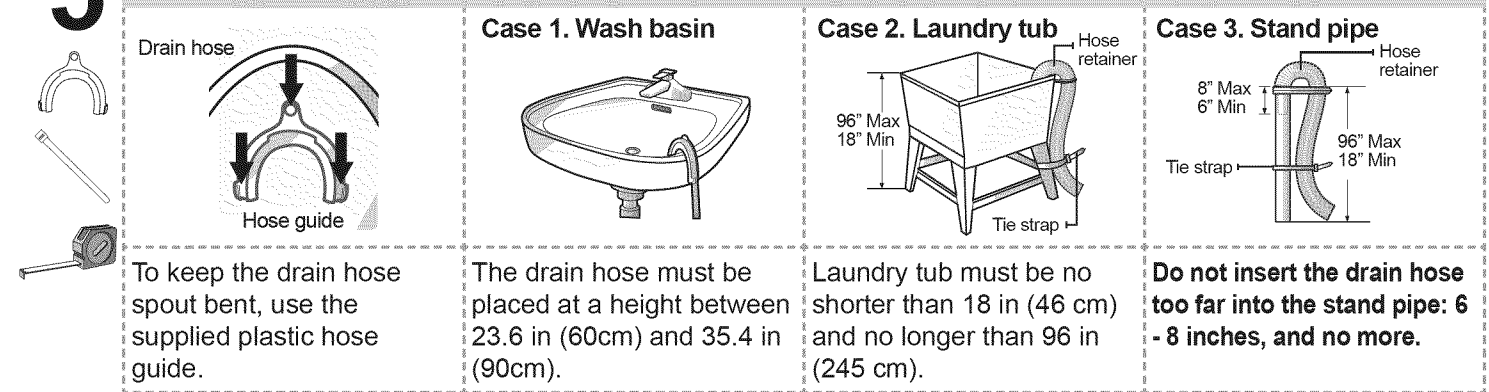 5
Drain hose
Hose guide
To keep the drain hose
spout bent, use the
supplied plastic hose
guide.
Case 1. Wash basin
The drain hose must be
placed at a height between
23.6 in (60cm) and 35.4 in
(90cm).
Case 2. Laundry tub
Hose
retainer
96” Max
18” Min
Tie strap
Laundry tub must be no
shorter than 18 in (46 cm)
and no longer than 96 in
(245 cm).
Case 3. Stand pipe
Hose
retainer
8” Max
6” Min
96” Max
18” Min
Tie strap
Do not insert the drain hose
too far into the stand pipe: 6
- 8 inches, and no more.